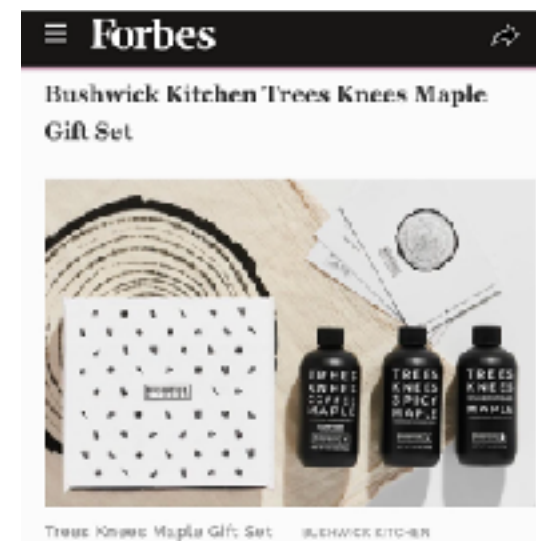 Forbes
Bushwick Kitchen Trees Knees Maple
Gift Set
TREES
KNEES
COFFEE
MAPLE
TREES
KNEES
SPICY
MAPLE
TREES
KNEES
MAPLE
Trees Knees Maple Gift Set BUSHWICK KITCHEN